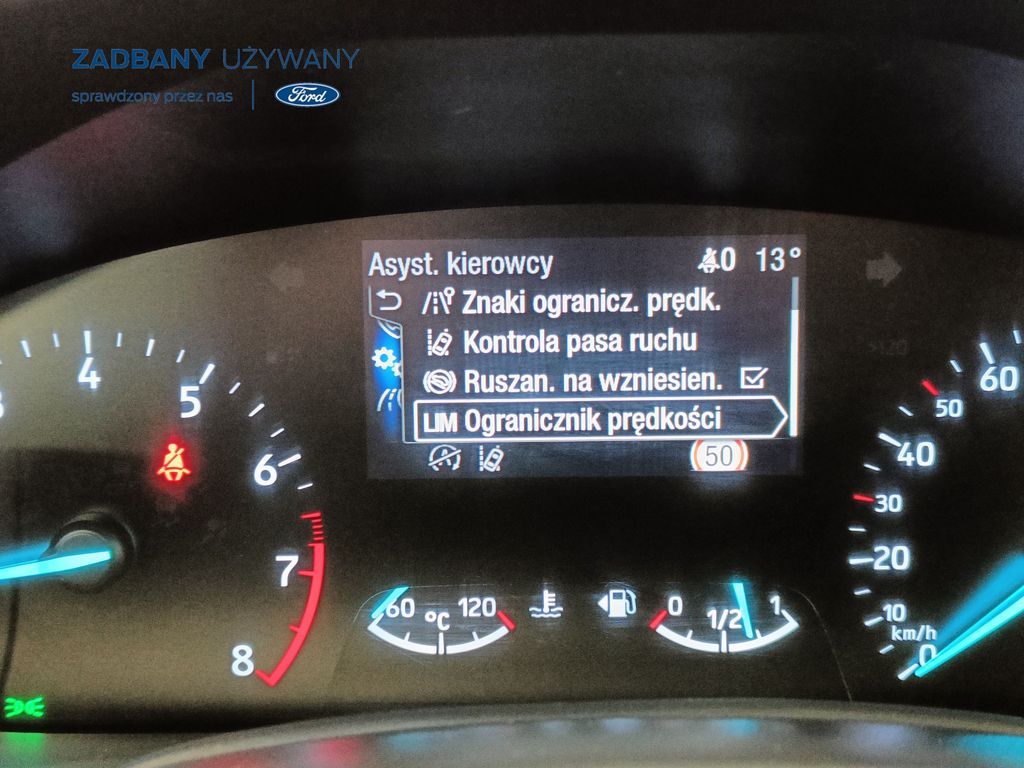 ZADBANY UŻYWANY
sprawdzony przez nas
Ford
Asyst. kierowcy 0 13°
Znaki ogranicz. prędk.
Kontrola pasa ruchu
Ruszan. na wzniesien.
LIM Ogranicznik prędkości
50
4
5
6
7
8
60 °C 120
0 1/2 1
60
50
40
30
20
10
km/h
0